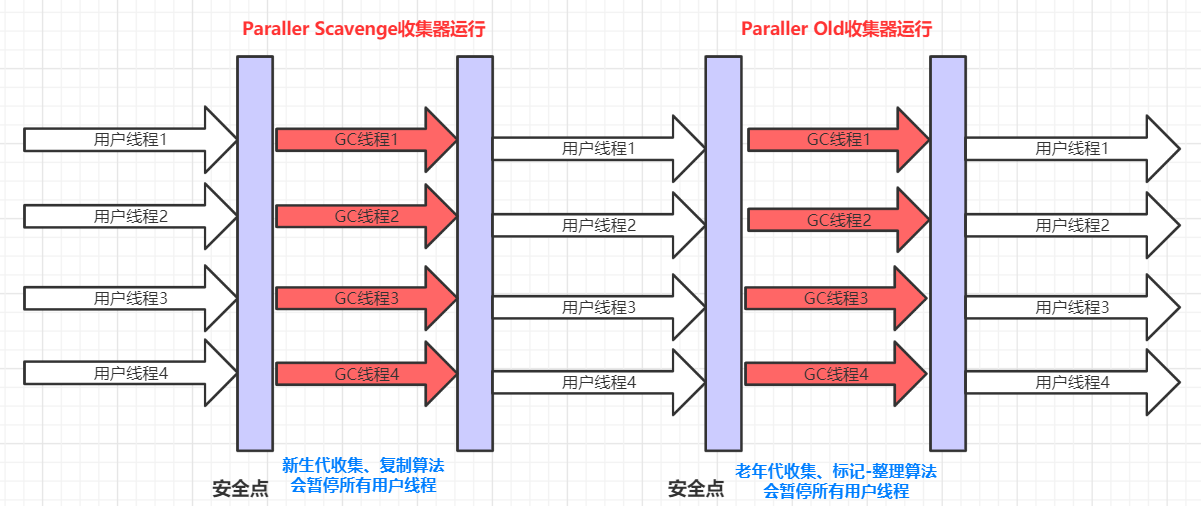 Paraller Scavenge收集器运行
Paraller Old收集器运行
用户线程1
GC线程1
用户线程1
GC线程1
用户线程1
用户线程2
GC线程2
用户线程2
GC线程2
用户线程2
用户线程3
GC线程3
用户线程3
GC线程3
用户线程3
用户线程4
GC线程4
用户线程4
GC线程4
用户线程4
新生代收集、复制算法
会暂停所有用户线程
安全点
老年代收集、标记-整理算法
会暂停所有用户线程
安全点